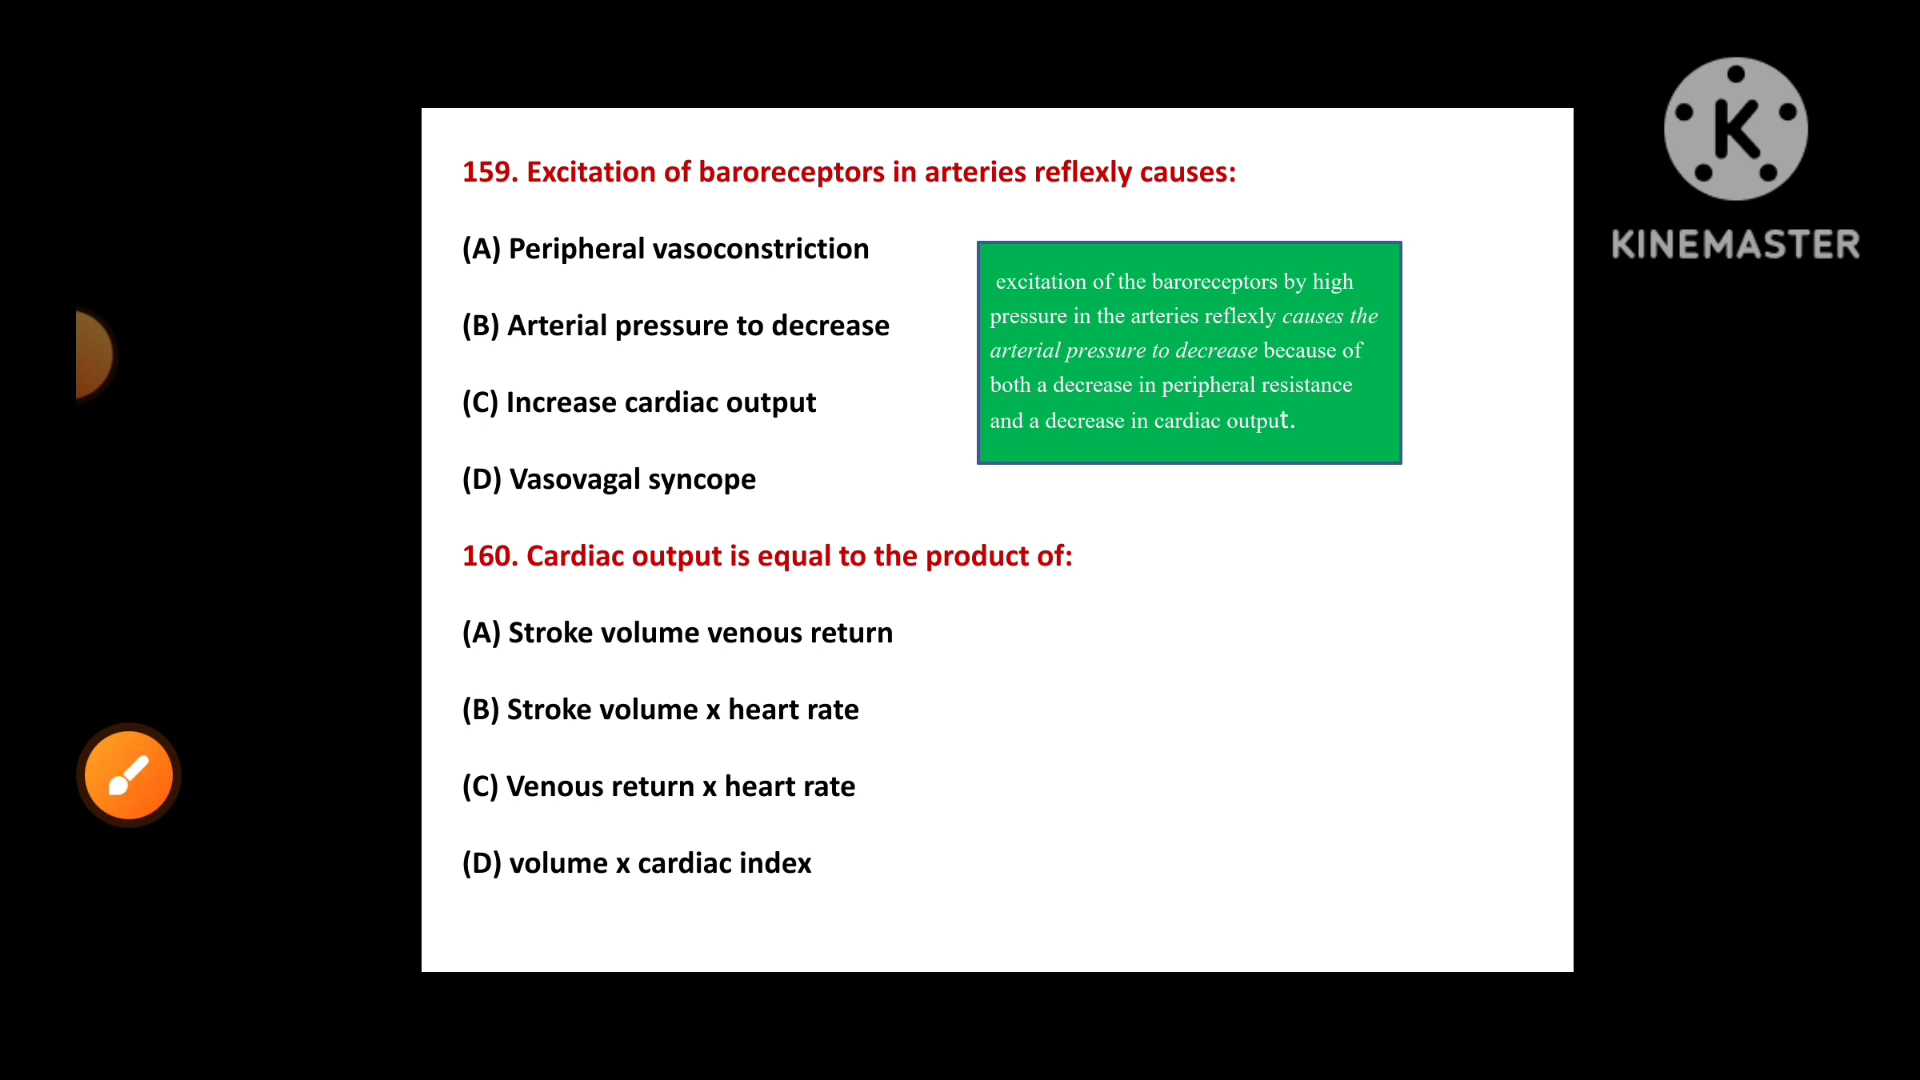 159. Excitation of baroreceptors in arteries reflexly causes:
(A) Peripheral vasoconstriction
(B) Arterial pressure to decrease
(C) Increase cardiac output
(D) Vasovagal syncope
excitation of the baroreceptors by high
pressure in the arteries reflexly causes the
arterial pressure to decrease because of
both a decrease in peripheral resistance
and a decrease in cardiac output.
160. Cardiac output is equal to the product of:
(A) Stroke volume venous return
(B) Stroke volume x heart rate
(C) Venous return x heart rate
(D) volume x cardiac index
K
KINEMASTER